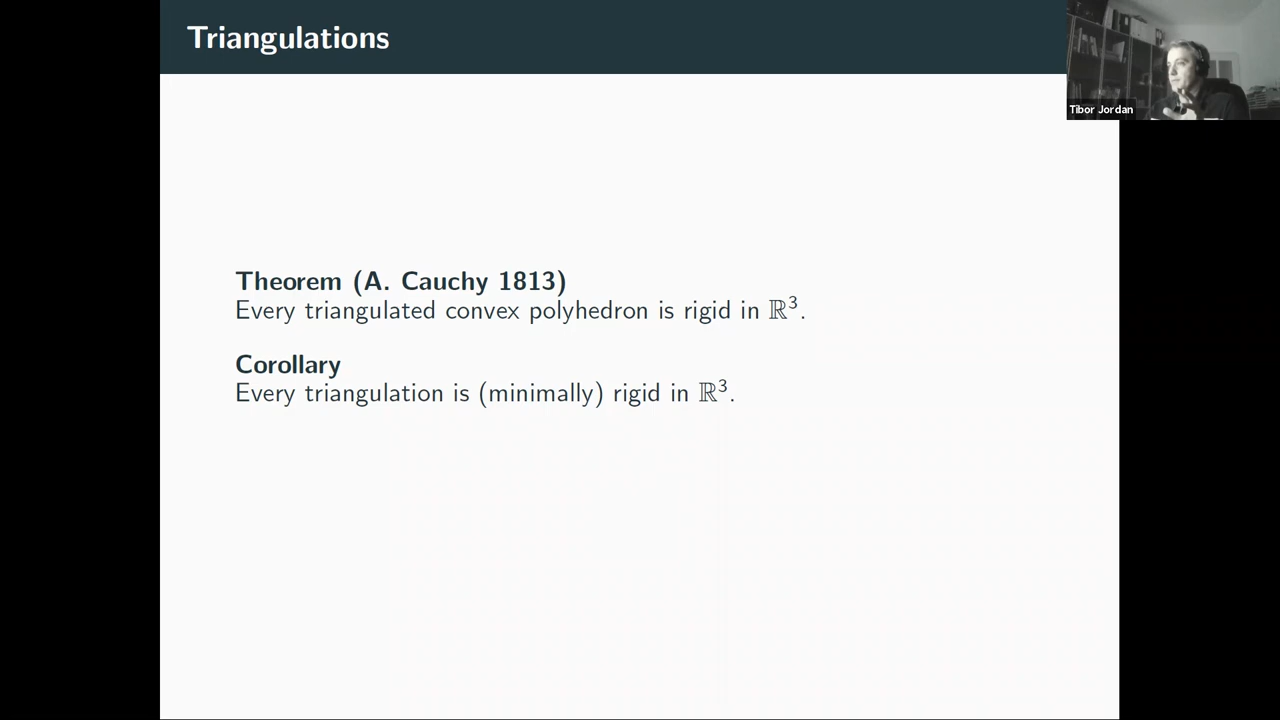 Triangulations
Tibor Jordan
Theorem (A. Cauchy 1813)
Every triangulated convex polyhedron is rigid in ℝ³.
Corollary
Every triangulation is (minimally) rigid in ℝ³.